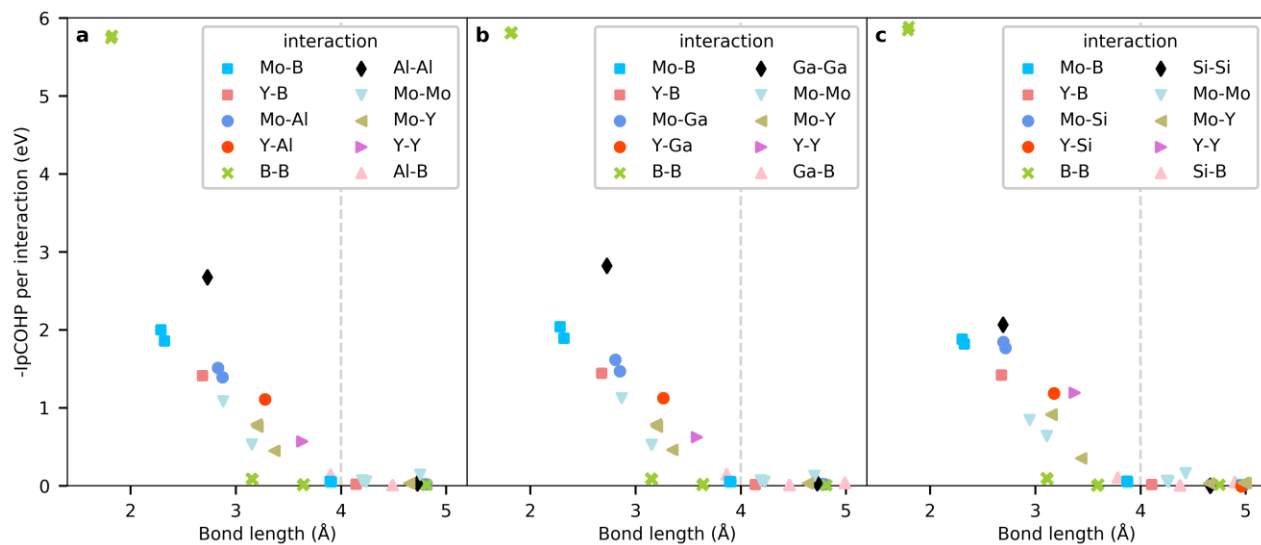 -IpCOHP per interaction (eV)
6
5
4
3
2
1
0
a
interaction
Mo-B Al-Al
Y-B Mo-Mo
Mo-Al Mo-Y
Y-Al Y-Y
B-B Al-B
2 3 4 5
Bond length (Å)
b
interaction
Mo-B Ga-Ga
Y-B Mo-Mo
Mo-Ga Mo-Y
Y-Ga Y-Y
B-B Ga-B
2 3 4 5
Bond length (Å)
c
interaction
Mo-B Si-Si
Y-B Mo-Mo
Mo-Si Mo-Y
Y-Si Y-Y
B-B Si-B
2 3 4 5
Bond length (Å)